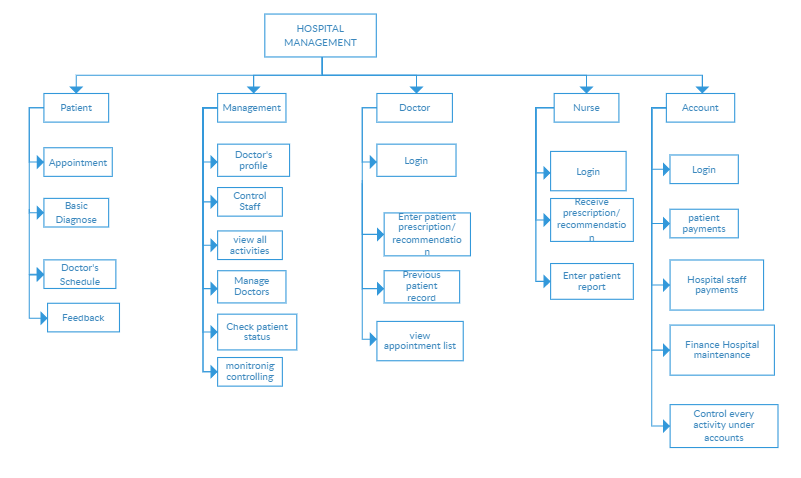 HOSPITAL
MANAGEMENT
Patient
Appointment
Basic
Diagnose
Doctor's
Schedule
Feedback
Management
Doctor's
profile
Control
Staff
view all
activities
Manage
Doctors
Check patient
status
monitronig
controlling
Doctor
Login
Enter patient
prescription/
recommendatio
n
Previous
patient
record
view
appointment list
Nurse
Login
Receive
prescription/
recommendatio
n
Enter patient
report
Account
Login
patient
payments
Hospital staff
payments
Finance Hospital
maintenance
Control every
activity under
accounts